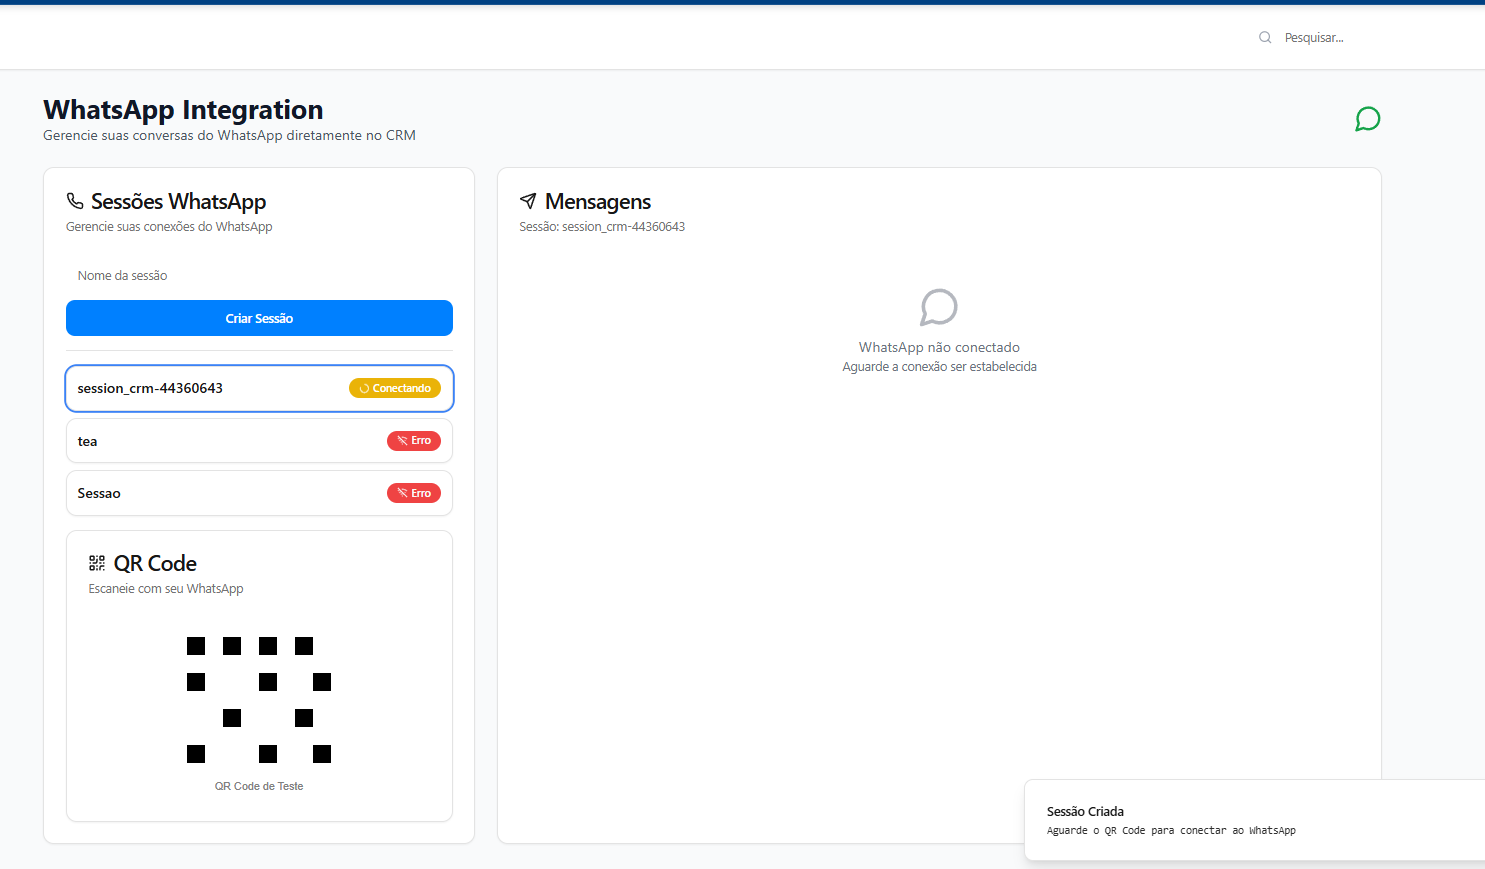 Pesquisar...
WhatsApp Integration
Gerencie suas conversas do WhatsApp diretamente no CRM
Sessões WhatsApp
Gerencie suas conexões do WhatsApp
Nome da sessão
Criar Sessão
session_crm-44360643
Conectando
tea
Erro
Sessao
Erro
QR Code
Escaneie com seu WhatsApp
QR Code de Teste
Mensagens
Sessão: session_crm-44360643
WhatsApp não conectado
Aguarde a conexão ser estabelecida
Sessão Criada
Aguarde o QR Code para conectar ao WhatsApp